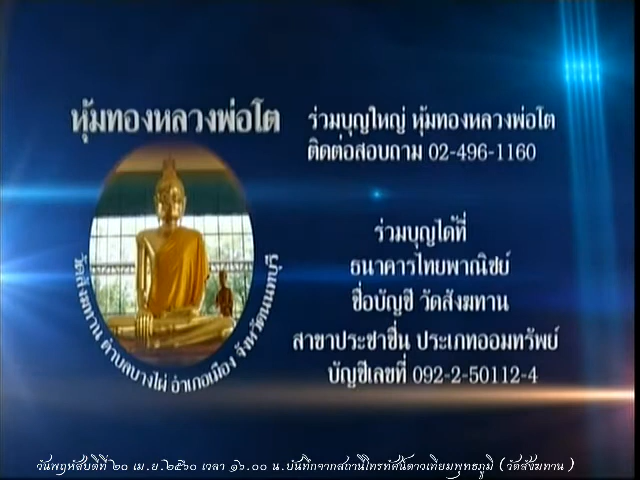 หุ้มทองหลวงพ่อโต
วัดสังฆทาน ตำบลบางไผ่ อำเภอเมือง จังหวัดนนทบุรี
ร่วมบุญใหญ่ หุ้มทองหลวงพ่อโต
ติดต่อสอบถาม 02-496-1160
ร่วมบุญได้ที่
ธนาคารไทยพาณิชย์
ชื่อบัญชี วัดสังฆทาน
สาขาประชาชื่น ประเภทออมทรัพย์
บัญชีเลขที่ 092-2-50112-4
วันพฤหัสบดีที่ ๒๐ เม.ย.๒๕๖๐ เวลา ๑๖.๐๐ น.บันทึกจากสถานีโทรทัศน์ดาวเทียมพุทธภูมิ ( วัดสังฆทาน )